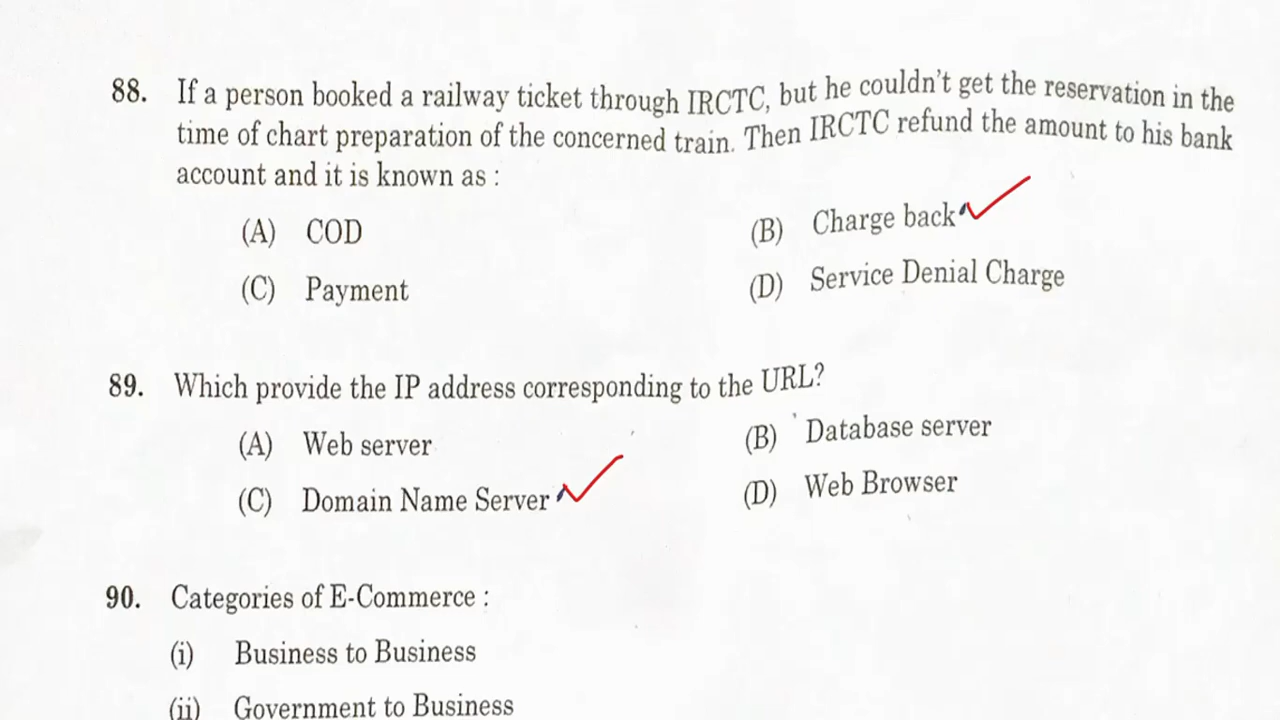 88. If a person booked a railway ticket through IRCTC, but he couldn't get the reservation in the
time of chart preparation of the concerned train. Then IRCTC refund the amount to his bank
account and it is known as :
(A) COD (B) Charge back
(C) Payment (D) Service Denial Charge
89. Which provide the IP address corresponding to the URL?
(A) Web server (B) Database server
(C) Domain Name Server (D) Web Browser
90. Categories of E-Commerce :
(i) Business to Business
(ii) Government to Business